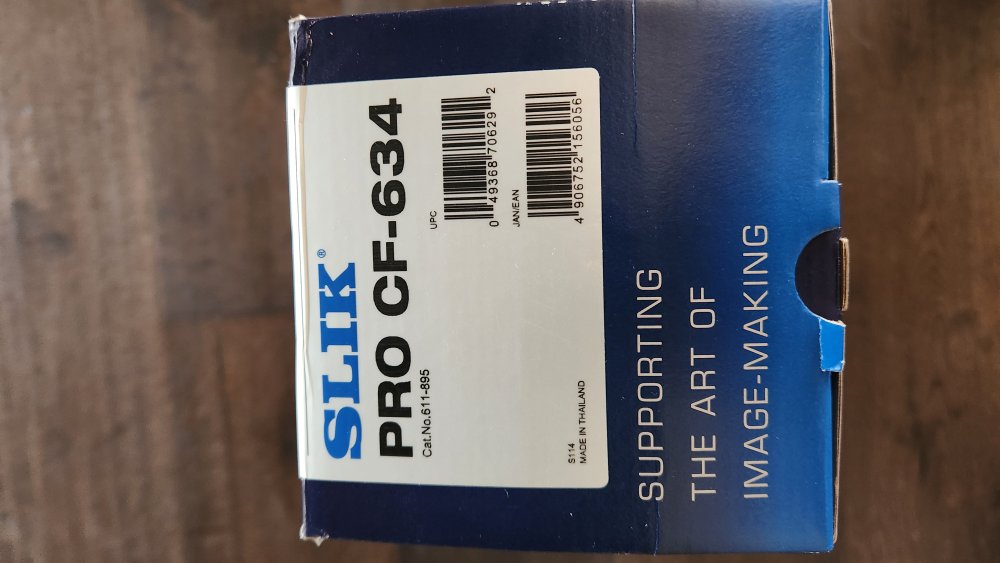 SLIK®
PRO CF-634
Cat.No.611-895
UPC
0 49368 70629 2
JAN/EAN
4 906752 156056
S114
MADE IN THAILAND
SUPPORTING
THE ART OF
IMAGE-MAKING